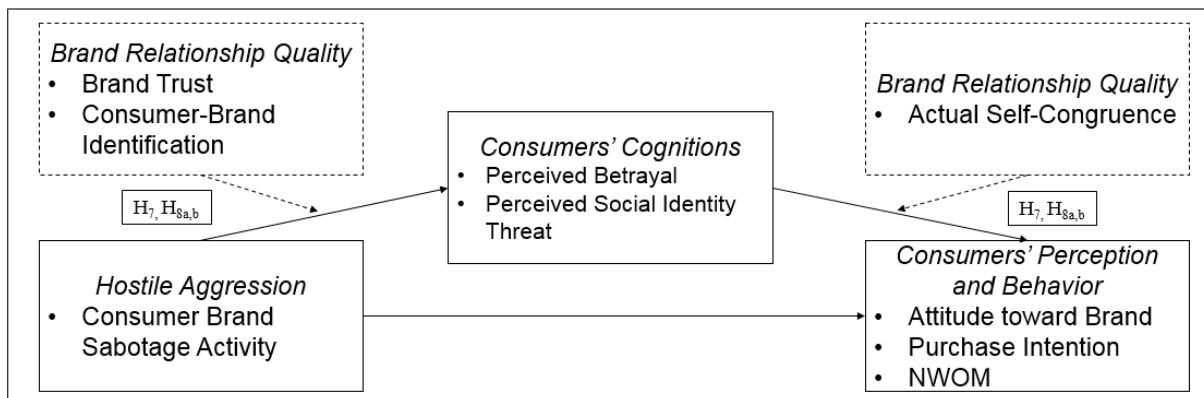 Brand Relationship Quality
• Brand Trust
• Consumer-Brand
Identification
Brand Relationship Quality
• Actual Self-Congruence
Consumers' Cognitions
• Perceived Betrayal
• Perceived Social Identity
Threat
H7, H8a,b
H7, H8a,b
Hostile Aggression
• Consumer Brand
Sabotage Activity
Consumers' Perception
and Behavior
• Attitude toward Brand
• Purchase Intention
• NWOM